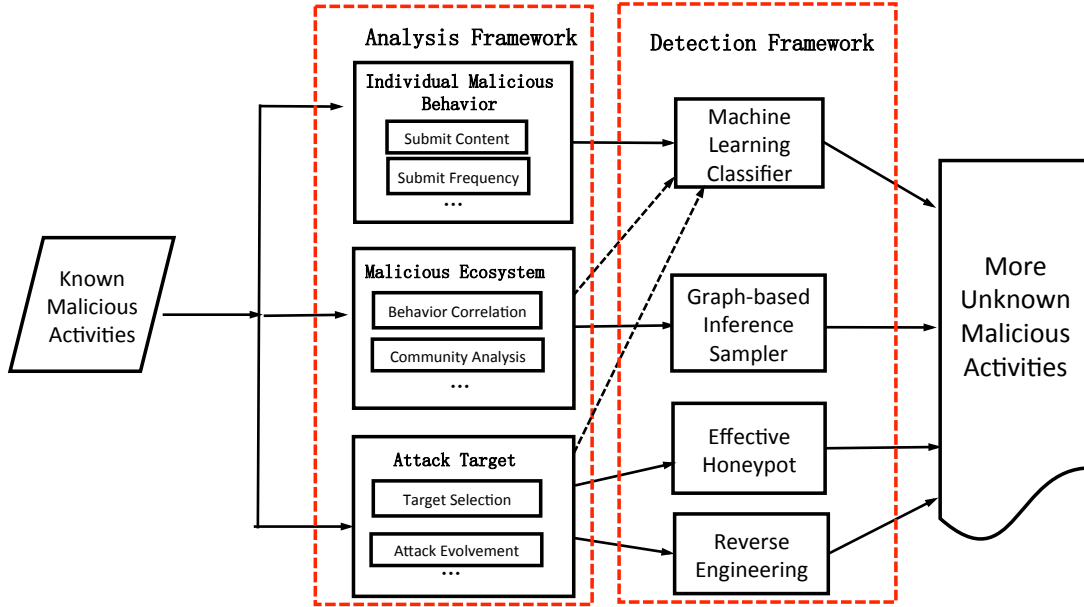 Analysis Framework
Detection Framework
Individual Malicious
Behavior
Submit Content
Submit Frequency
...
Machine
Learning
Classifier
Known
Malicious
Activities
Malicious Ecosystem
Behavior Correlation
Community Analysis
...
Graph-based
Inference
Sampler
More
Unknown
Malicious
Activities
Attack Target
Target Selection
Attack Evolvement
...
Effective
Honeypot
Reverse
Engineering